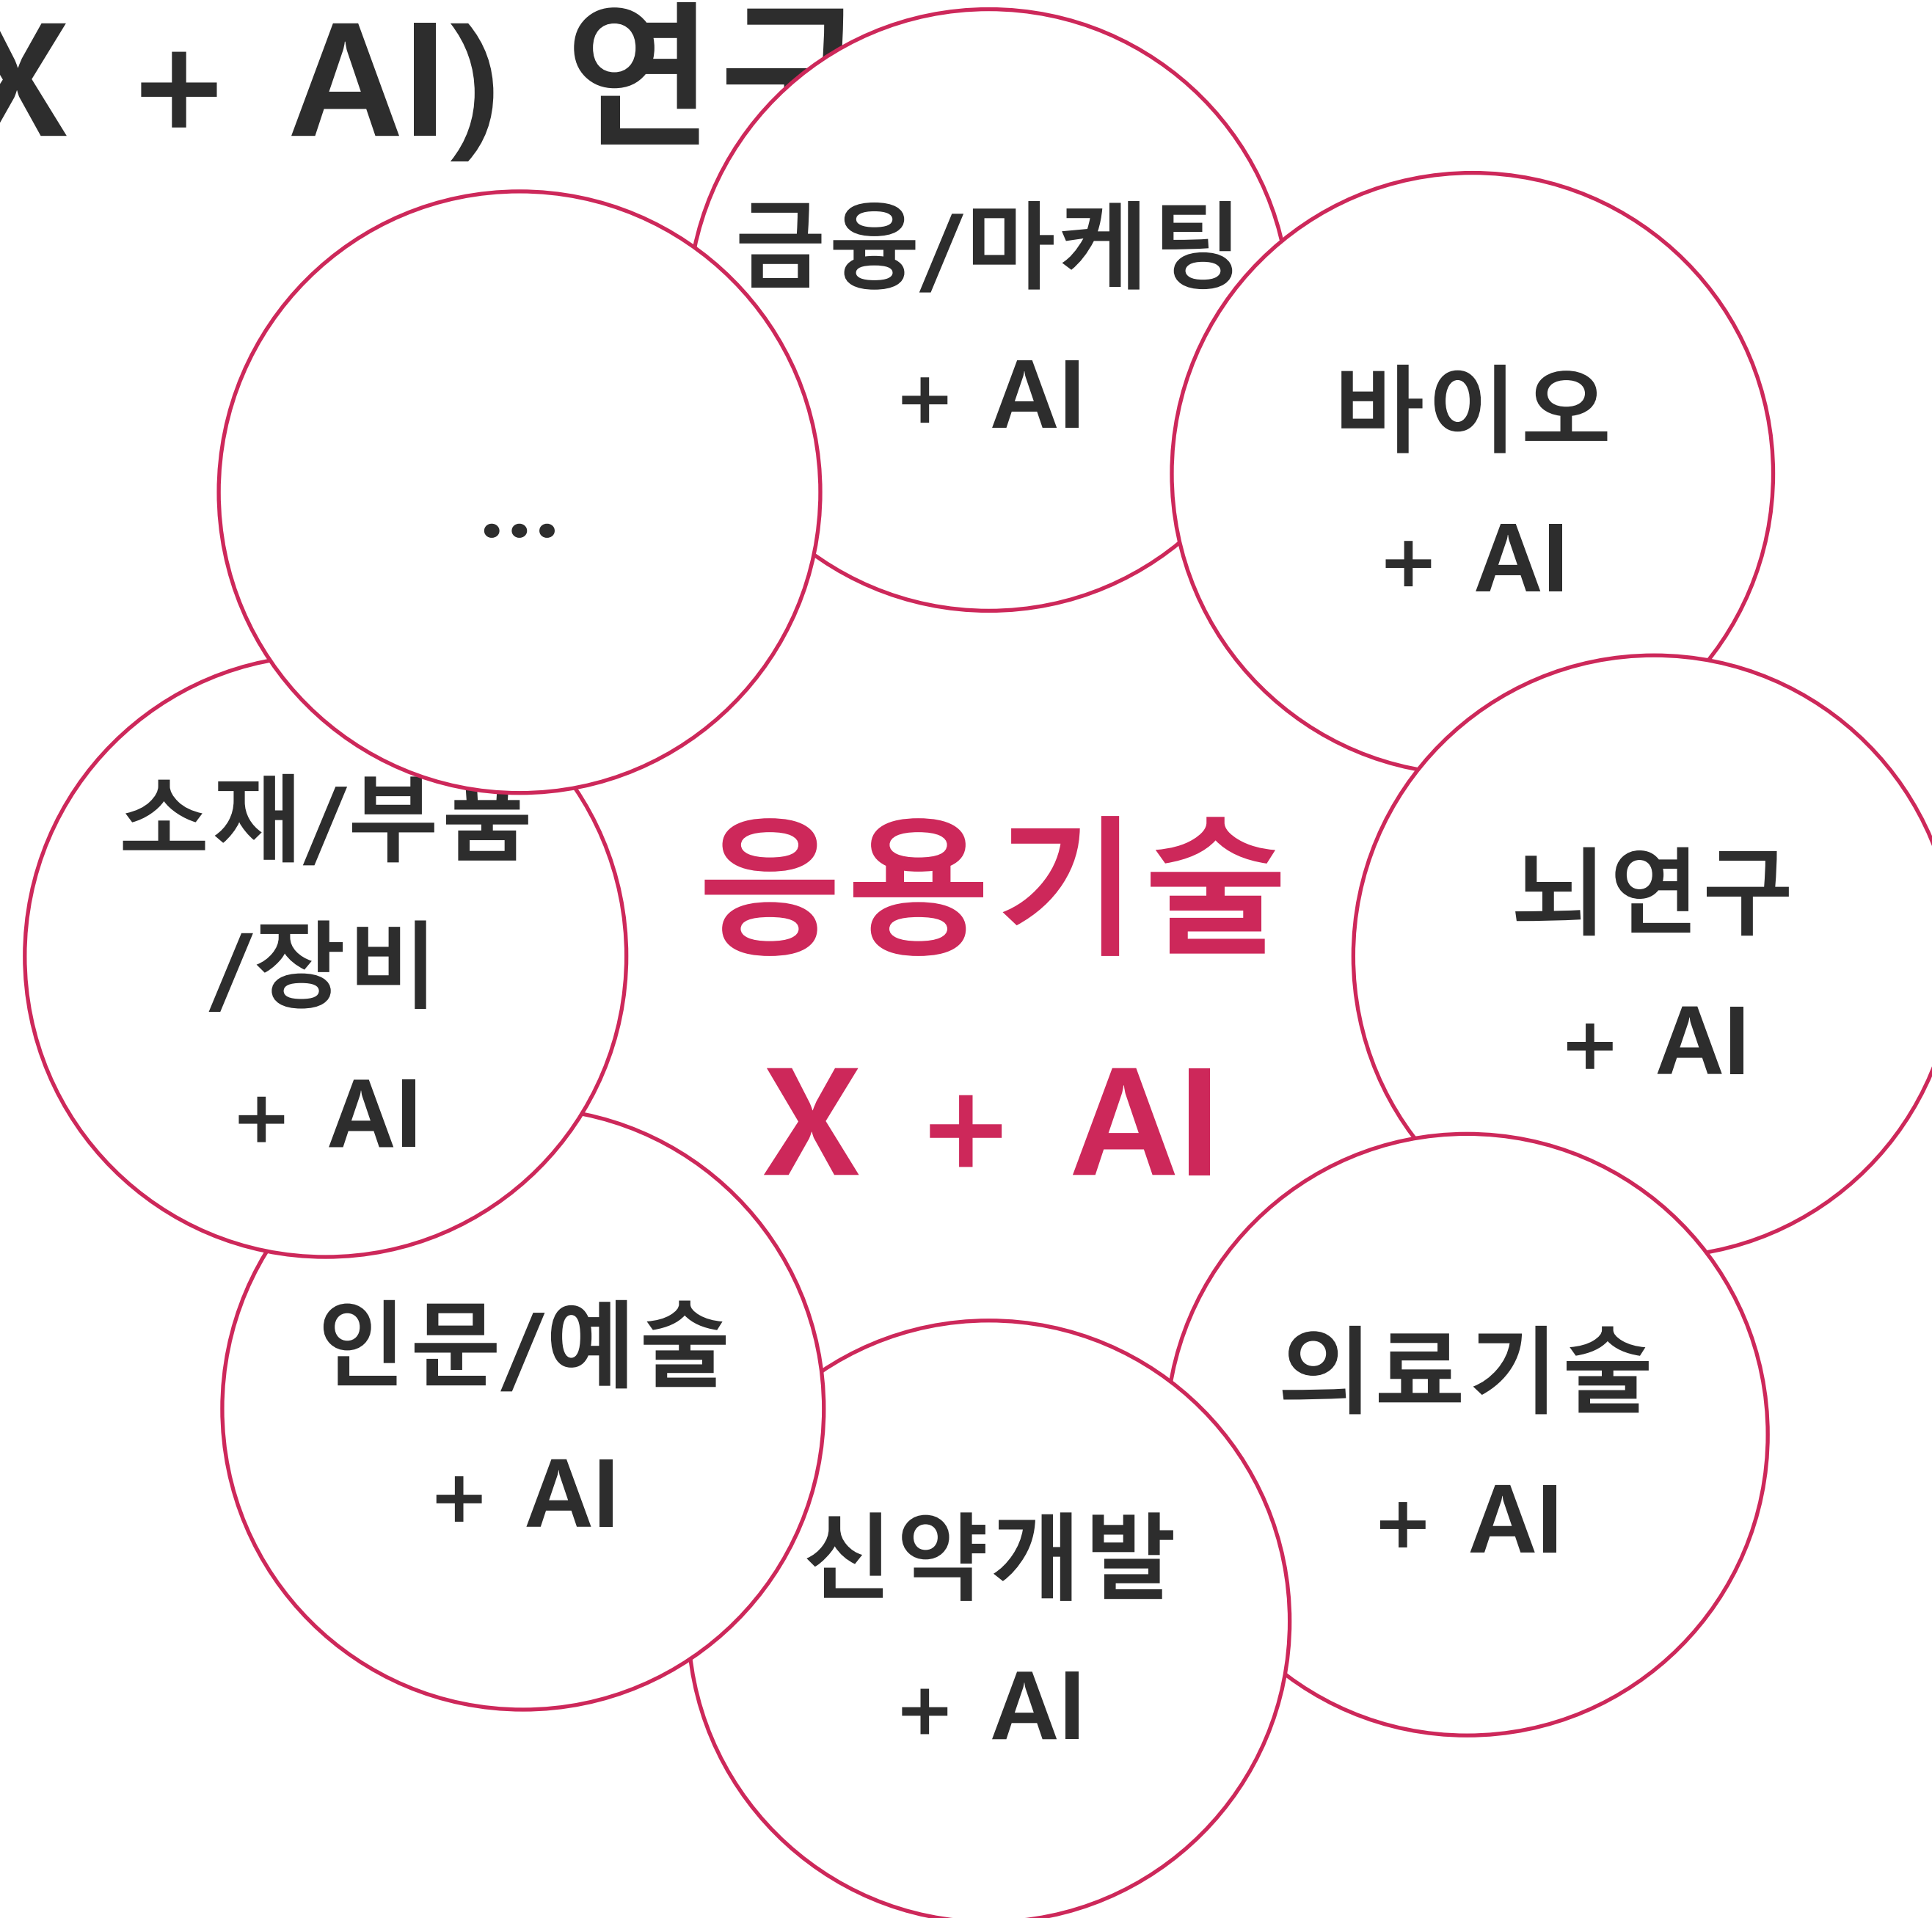 X + AI) 연구
금융/마케팅
+ AI
바이오
+ AI
...
소재/부품
/장비
+ AI
응용기술
X + AI
뇌연구
+ AI
인문/예술
+ AI
의료기술
+ AI
신약개발
+ AI